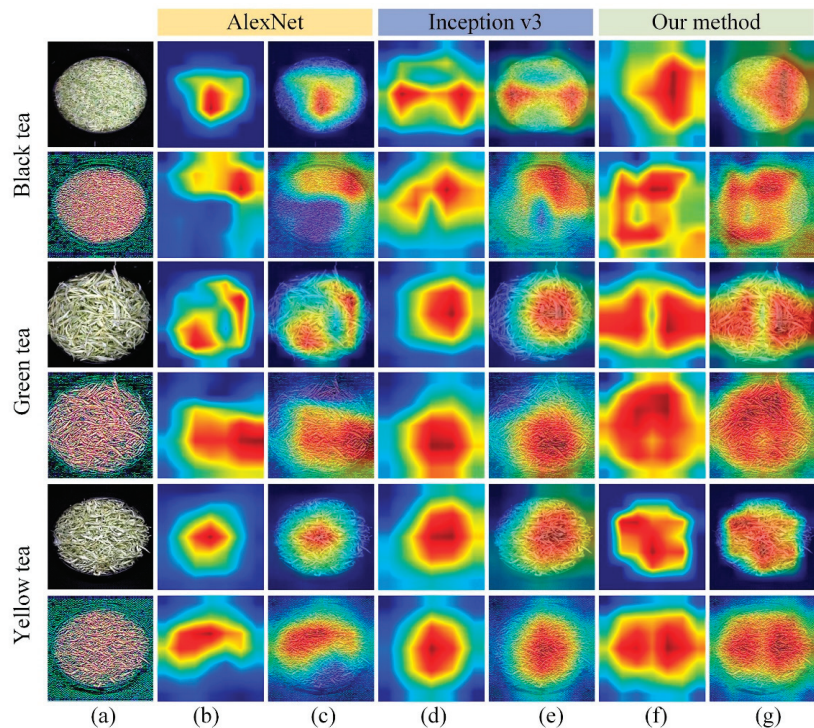 AlexNet Inception v3 Our method
Black tea
Green tea
Yellow tea
(a) (b) (c) (d) (e) (f) (g)